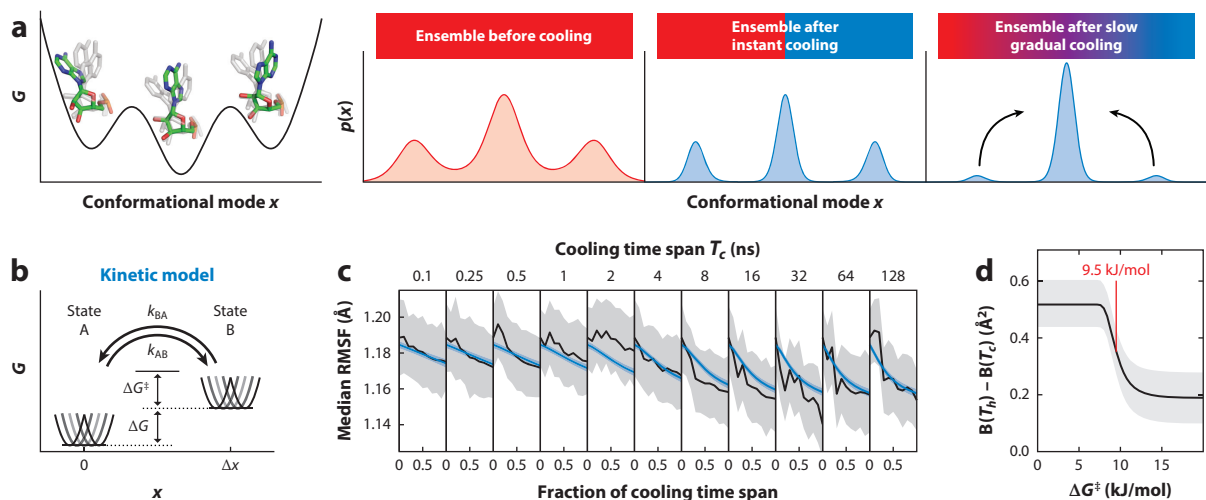 a
G
Conformational mode x
Ensemble before cooling
Ensemble after
instant cooling
Ensemble after slow
gradual cooling
p(x)
Conformational mode x
b
Kinetic model
G
State
A
State
B
k_BA
k_AB
ΔG‡
ΔG
0
Δx
x
c
Cooling time span T_c (ns)
0.1 0.25 0.5 1 2 4 8 16 32 64 128
Median RMSF (Å)
1.20
1.18
1.16
1.14
0 0.5 0 0.5 0 0.5 0 0.5 0 0.5 0 0.5 0 0.5 0 0.5 0 0.5 0 0.5 0 0.5
Fraction of cooling time span
d
9.5 kJ/mol
B(T_h) – B(T_c) (Å²)
0.6
0.4
0.2
0.0
0 5 10 15
ΔG‡ (kJ/mol)